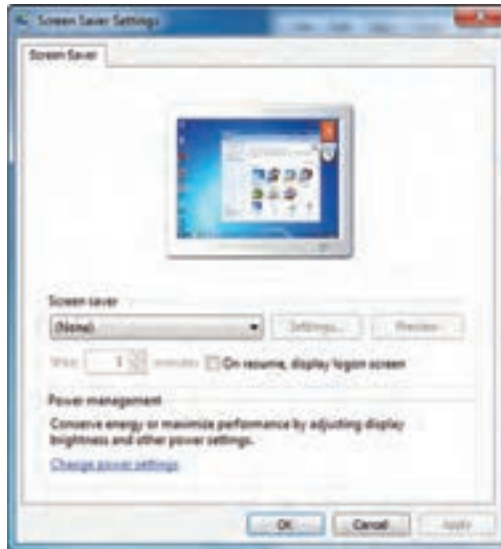 Screen Saver Settings
Screen Saver
Screen saver
(None)
Settings...
Preview
Wait: 1 minutes
On resume, display logon screen
Power management
Conserve energy or maximize performance by adjusting display
brightness and other power settings.
Change power settings
OK
Cancel
Apply